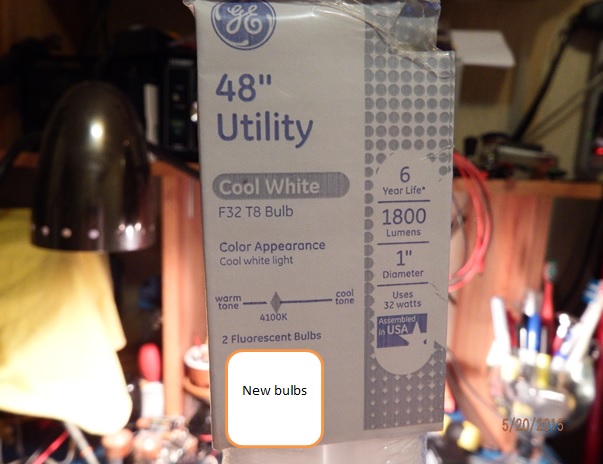 GE
48"
Utility
Cool White
F32 T8 Bulb
Color Appearance
Cool white light
warm
tone
cool
tone
4100K
2 Fluorescent Bulbs
6
Year Life*
1800
Lumens
1"
Diameter
Uses
32 watts
Assembled
in USA
New bulbs
5/20/2015